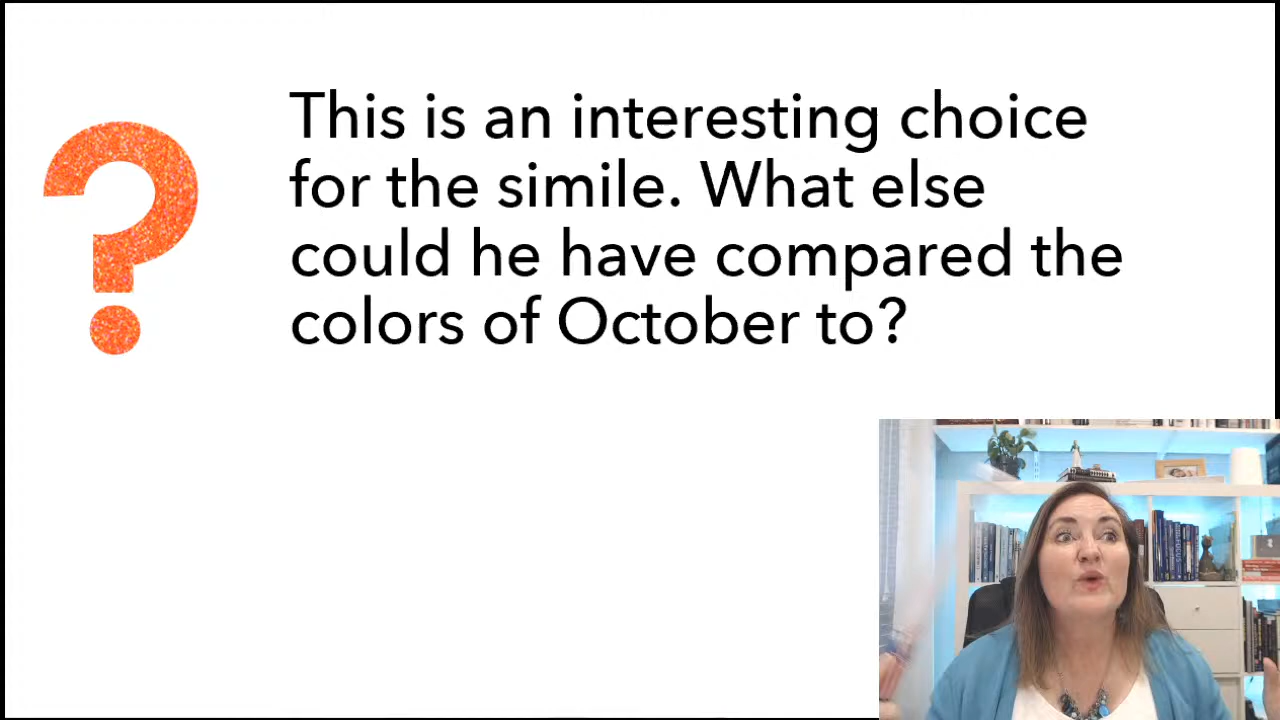 This is an interesting choice
for the simile. What else
could he have compared the
colors of October to?